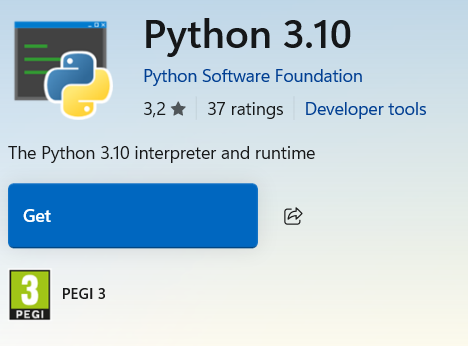 Python 3.10
Python Software Foundation
3,2 ★ 37 ratings Developer tools
The Python 3.10 interpreter and runtime
Get
3 PEGI 3
PEGI